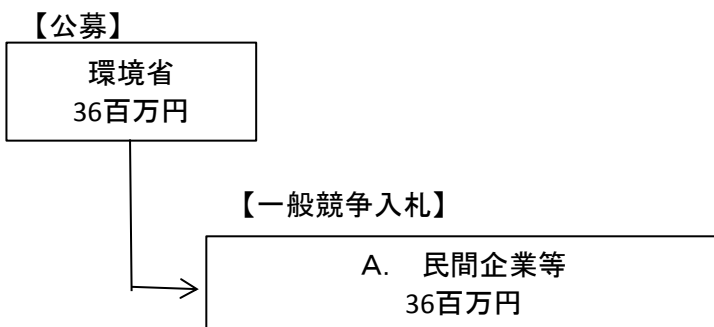 【公募】
環境省
36百万円
【一般競争入札】
A. 民間企業等
36百万円